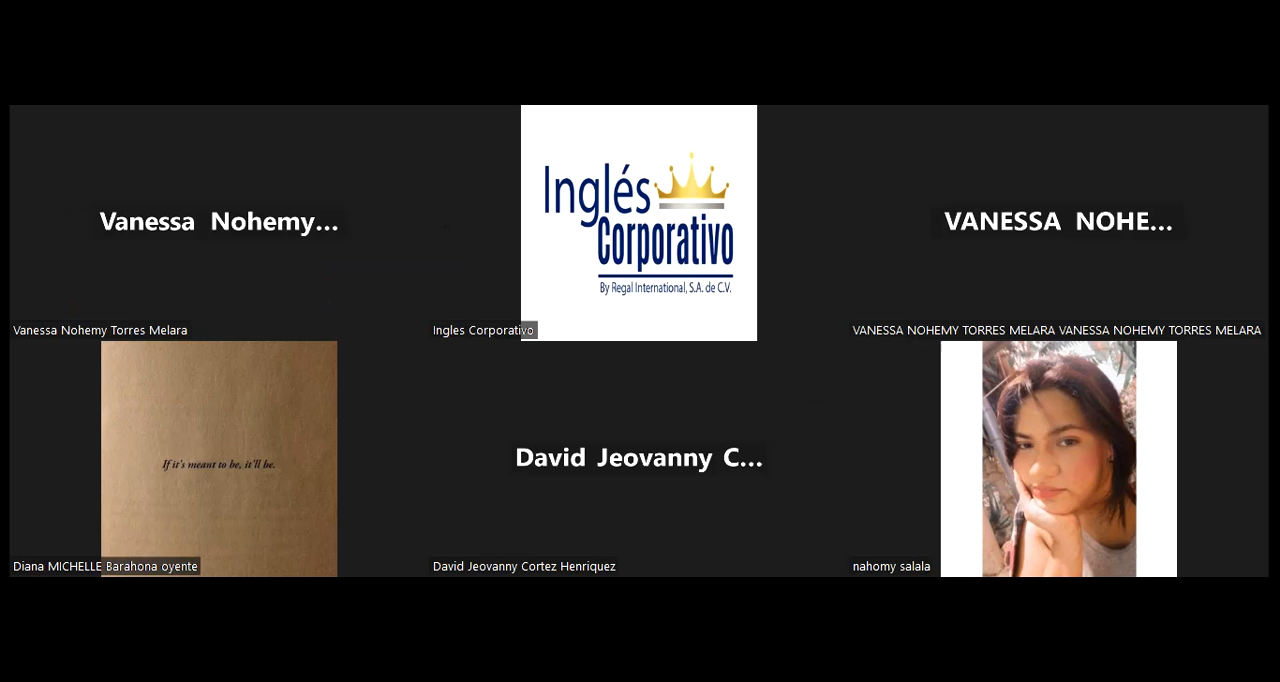 Vanessa Nohemy...
Vanessa Nohemy Torres Melara
Inglés
Corporativo
By Regal International, S.A. de C.V.
Ingles Corporativo
VANESSA NOHE...
VANESSA NOHEMY TORRES MELARA VANESSA NOHEMY TORRES MELARA
If it's meant to be, it'll be.
Diana MICHELLE Barahona oyente
David Jeovanny C...
David Jeovanny Cortez Henriquez
nahomy salala